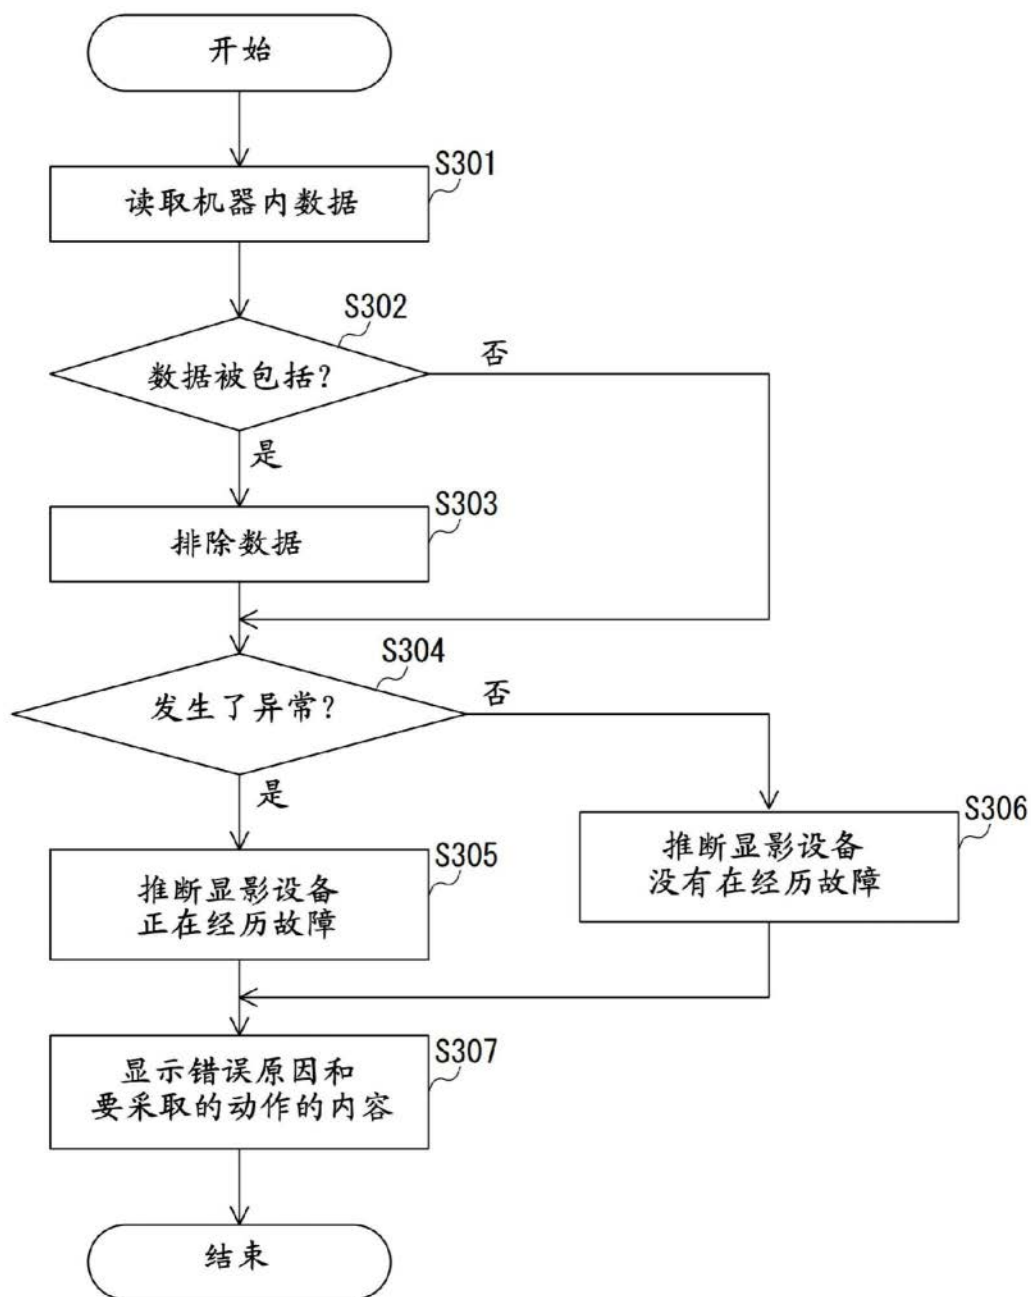 开始
S301
读取机器内数据
S302
数据被包括?
否
是
S303
排除数据
S304
发生了异常?
否
是
S305
推断显影设备
正在经历故障
S306
推断显影设备
没有在经历故障
S307
显示错误原因和
要采取的动作的内容
结束